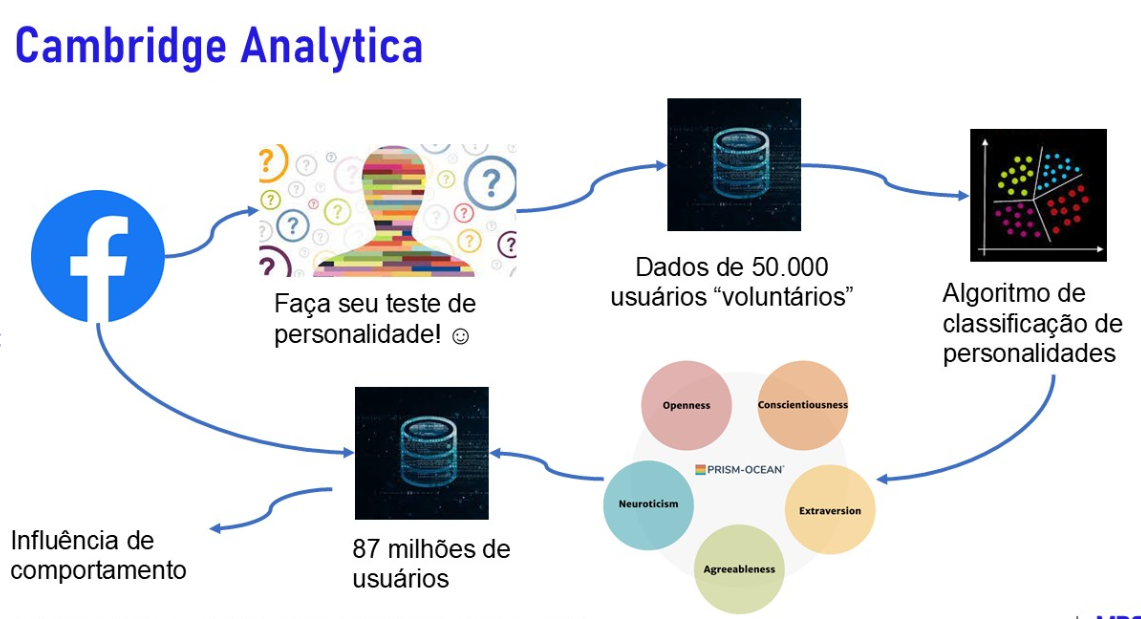 Cambridge Analytica
Faça seu teste de
personalidade! ☺
Dados de 50.000
usuários “voluntários”
Algoritmo de
classificação de
personalidades
Openness
Conscientiousness
PRISM-OCEAN
Neuroticism
Extraversion
Agreeableness
87 milhões de
usuários
Influência de
comportamento